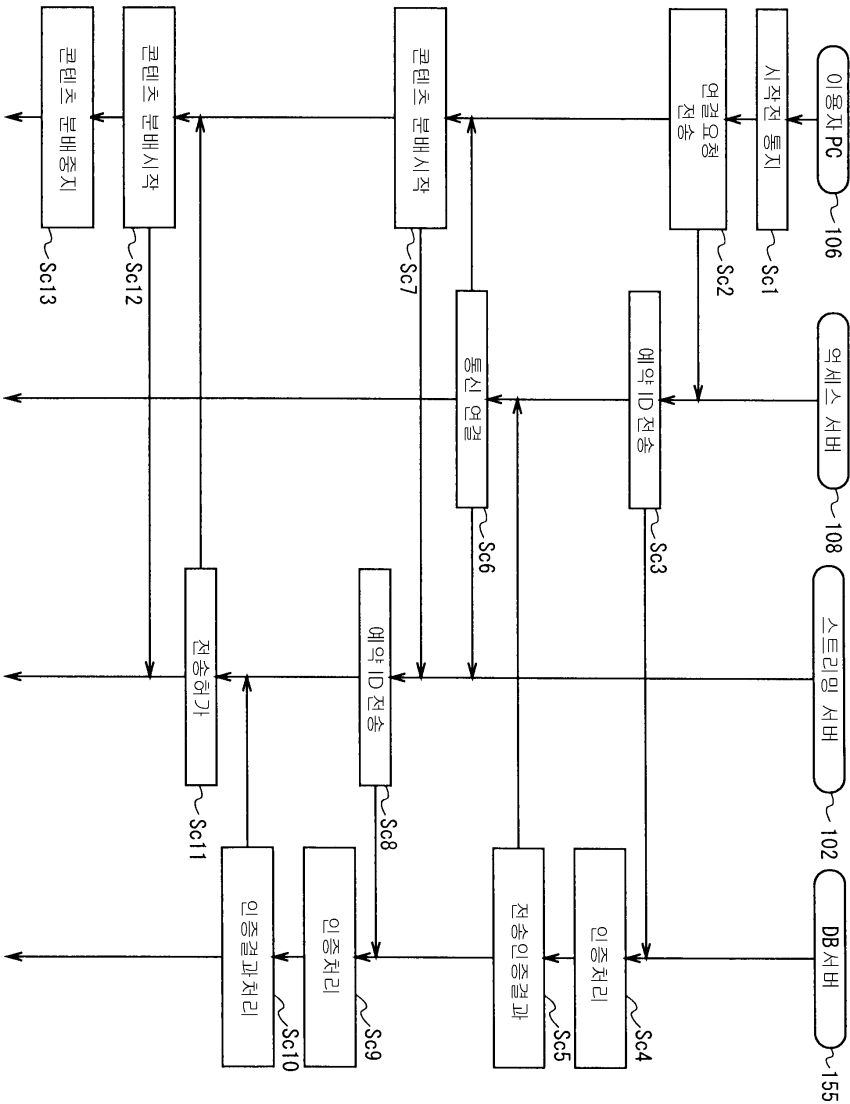 이용자 PC
106
억세스 서버
108
스트리밍 서버
102
DB 서버
155
시작전 통지
Sc1
연결요청
전송
Sc2
예약 ID 전송
Sc3
인증처리
Sc4
전송인증결과
Sc5
통신 연결
Sc6
콘텐츠 분배시작
Sc7
예약 ID 전송
Sc8
인증처리
Sc9
인증결과처리
Sc10
전송허가
Sc11
콘텐츠 분배시작
Sc12
콘텐츠 분배중지
Sc13